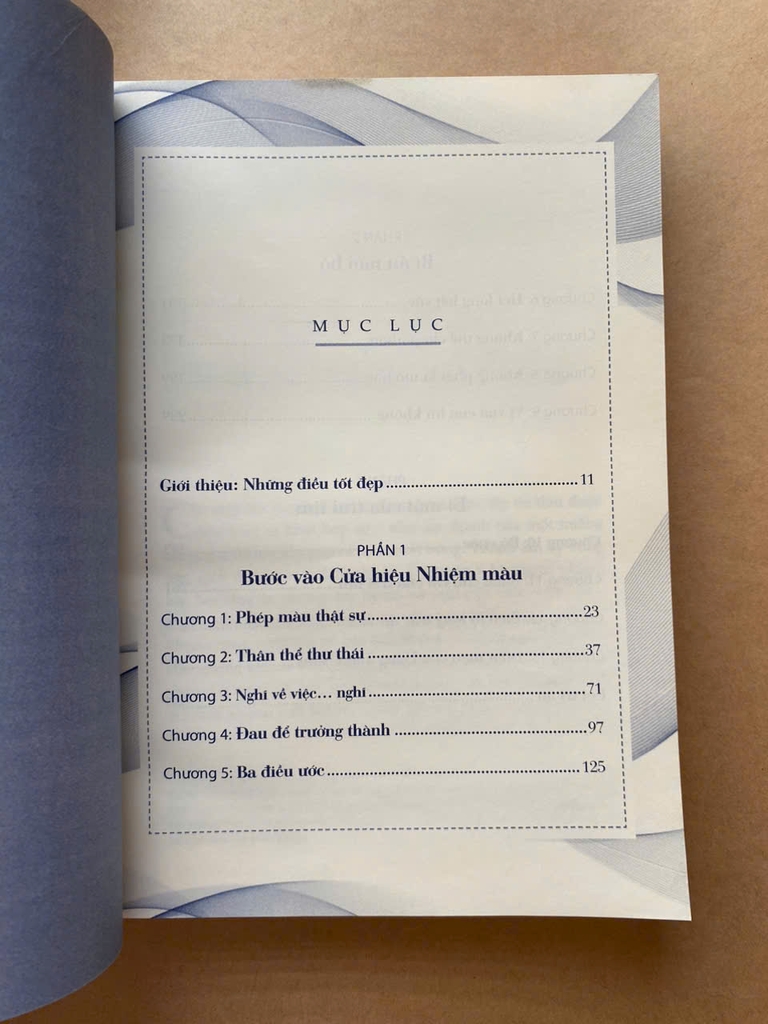 MỤC LỤC
Giới thiệu: Những điều tốt đẹp................................................11
PHẦN 1
Bước vào Cửa hiệu Nhiệm màu
Chương 1: Phép màu thật sự......................................................23
Chương 2: Thân thể thư thái ......................................................37
Chương 3: Nghĩ về việc... nghĩ......................................................71
Chương 4: Đau để trưởng thành ................................................97
Chương 5: Ba điều ước...............................................................125